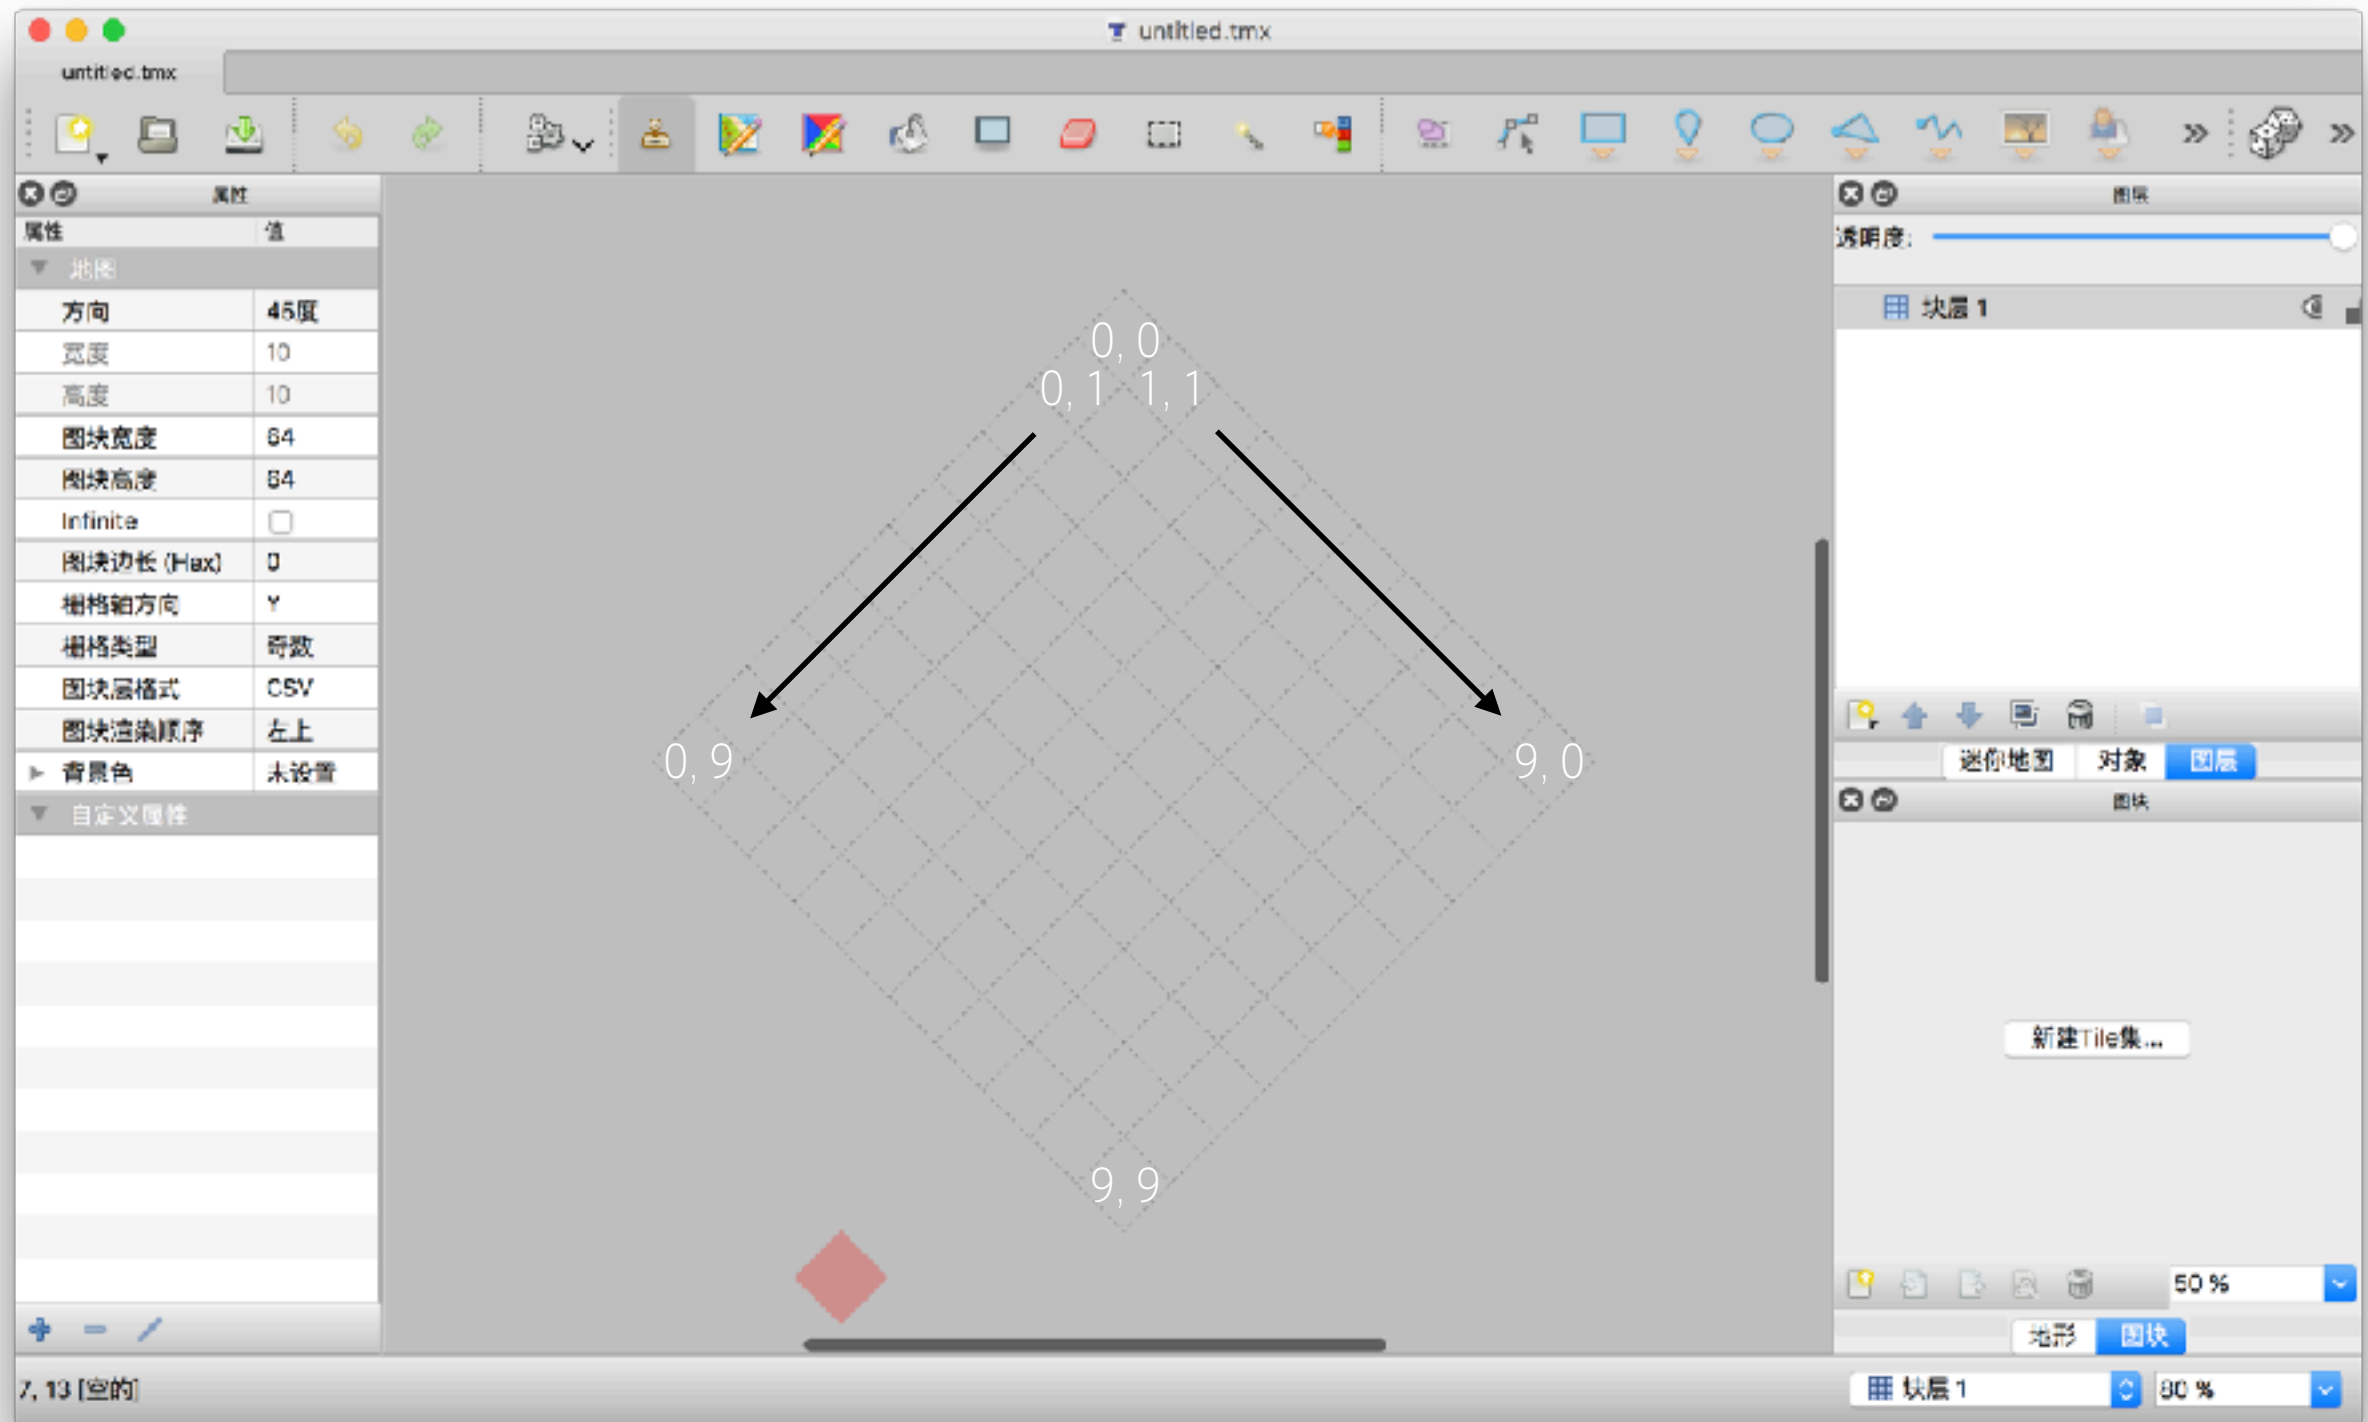 untitled.tmx
untitled.tmx
属性
属性 值
地图
方向 45度
宽度 10
高度 10
图块宽度 64
图块高度 64
Infinite
图块边长 (Hex) 0
栅格轴方向 Y
栅格类型 奇数
图块层格式 CSV
图块渲染顺序 左上
背景色 未设置
自定义属性
7, 13 [空的]
0, 0
0, 1 1, 1
0, 9 9, 0
9, 9
图层
透明度:
块层 1
迷你地图 对象 图层
图块
新建Tile集...
50 %
地形 图块
块层 1 80 %